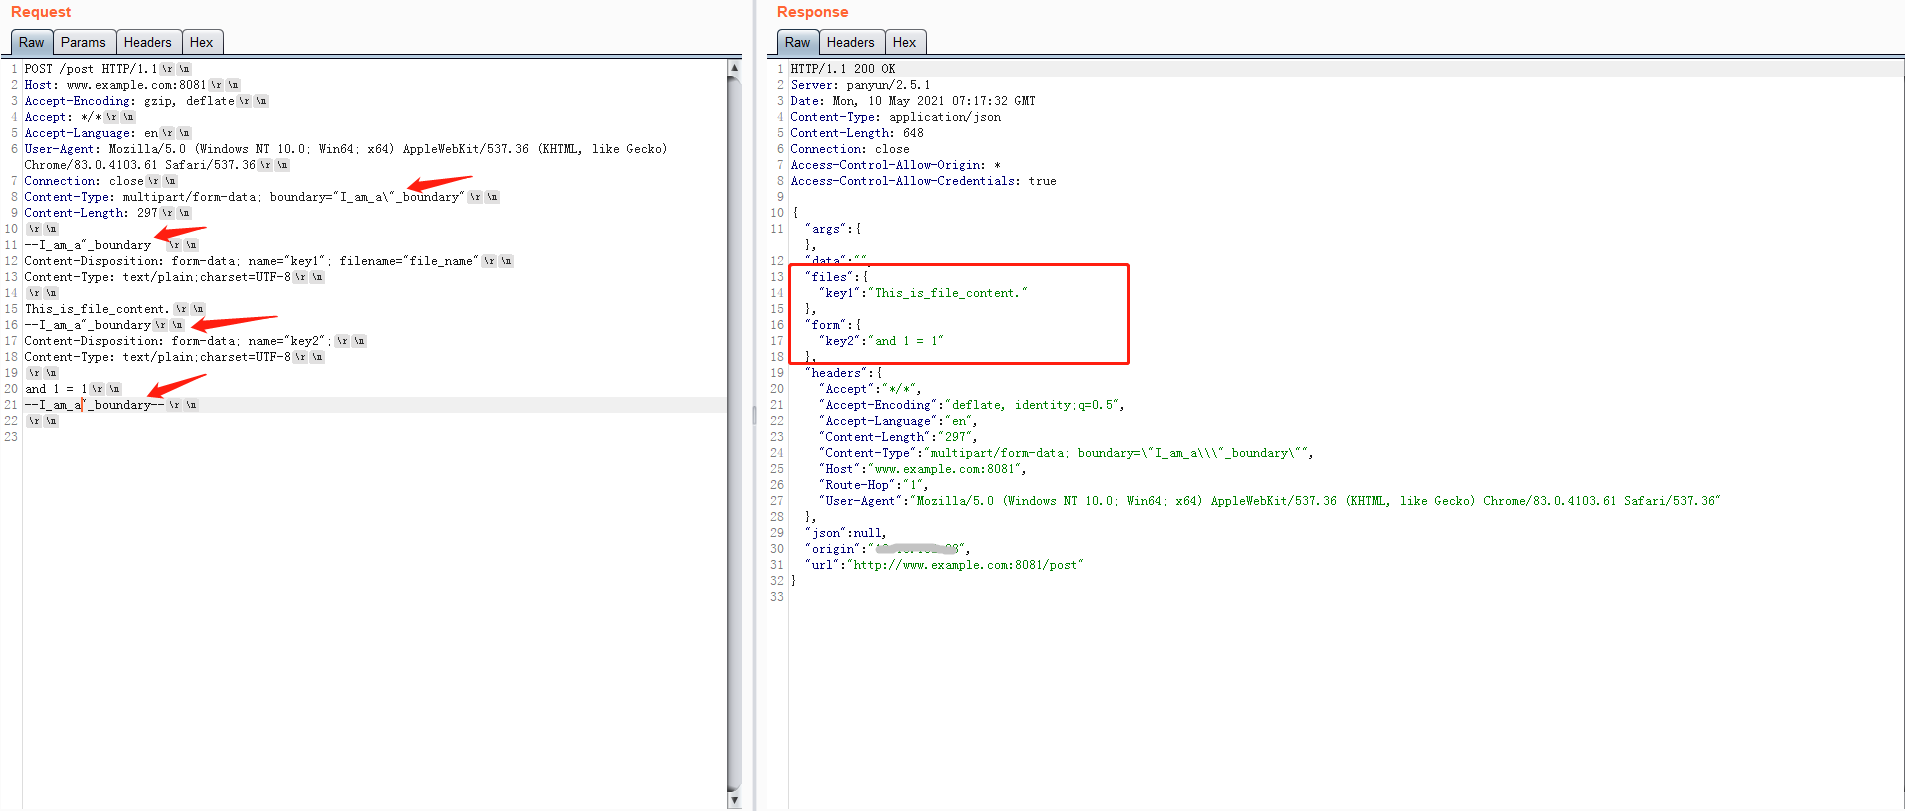 Request
Raw Params Headers Hex
1 POST /post HTTP/1.1\r \n
2 Host: www.example.com:8081\r \n
3 Accept-Encoding: gzip, deflate\r \n
4 Accept: */*\r \n
5 Accept-Language: en\r \n
6 User-Agent: Mozilla/5.0 (Windows NT 10.0; Win64; x64) AppleWebKit/537.36 (KHTML, like Gecko)
Chrome/83.0.4103.61 Safari/537.36\r \n
7 Connection: close\r \n
8 Content-Type: multipart/form-data; boundary="I_am_a\"_boundary"\r \n
9 Content-Length: 297\r \n
10 \r \n
11 --I_am_a"_boundary  \r \n
12 Content-Disposition: form-data; name="key1"; filename="file_name"\r \n
13 Content-Type: text/plain;charset=UTF-8\r \n
14 \r \n
15 This_is_file_content.\r \n
16 --I_am_a"_boundary\r \n
17 Content-Disposition: form-data; name="key2";\r \n
18 Content-Type: text/plain;charset=UTF-8\r \n
19 \r \n
20 and 1 = 1\r \n
21 --I_am_a"_boundary--\r \n
22 \r \n
23
Response
Raw Headers Hex
1 HTTP/1.1 200 OK
2 Server: panyun/2.5.1
3 Date: Mon, 10 May 2021 07:17:32 GMT
4 Content-Type: application/json
5 Content-Length: 648
6 Connection: close
7 Access-Control-Allow-Origin: *
8 Access-Control-Allow-Credentials: true
9
10 {
11 "args":{
},
12 "data":"",
13 "files":{
14 "key1":"This_is_file_content."
15 },
16 "form":{
17 "key2":"and 1 = 1"
18 },
19 "headers":{
20 "Accept":"*/*",
21 "Accept-Encoding":"deflate, identity;q=0.5",
22 "Accept-Language":"en",
23 "Content-Length":"297",
24 "Content-Type":"multipart/form-data; boundary=\"I_am_a\\\"_boundary\"",
25 "Host":"www.example.com:8081",
26 "Route-Hop":"1",
27 "User-Agent":"Mozilla/5.0 (Windows NT 10.0; Win64; x64) AppleWebKit/537.36 (KHTML, like Gecko) Chrome/83.0.4103.61 Safari/537.36"
28 },
29 "json":null,
30 "origin":"",
31 "url":"http://www.example.com:8081/post"
32 }
33